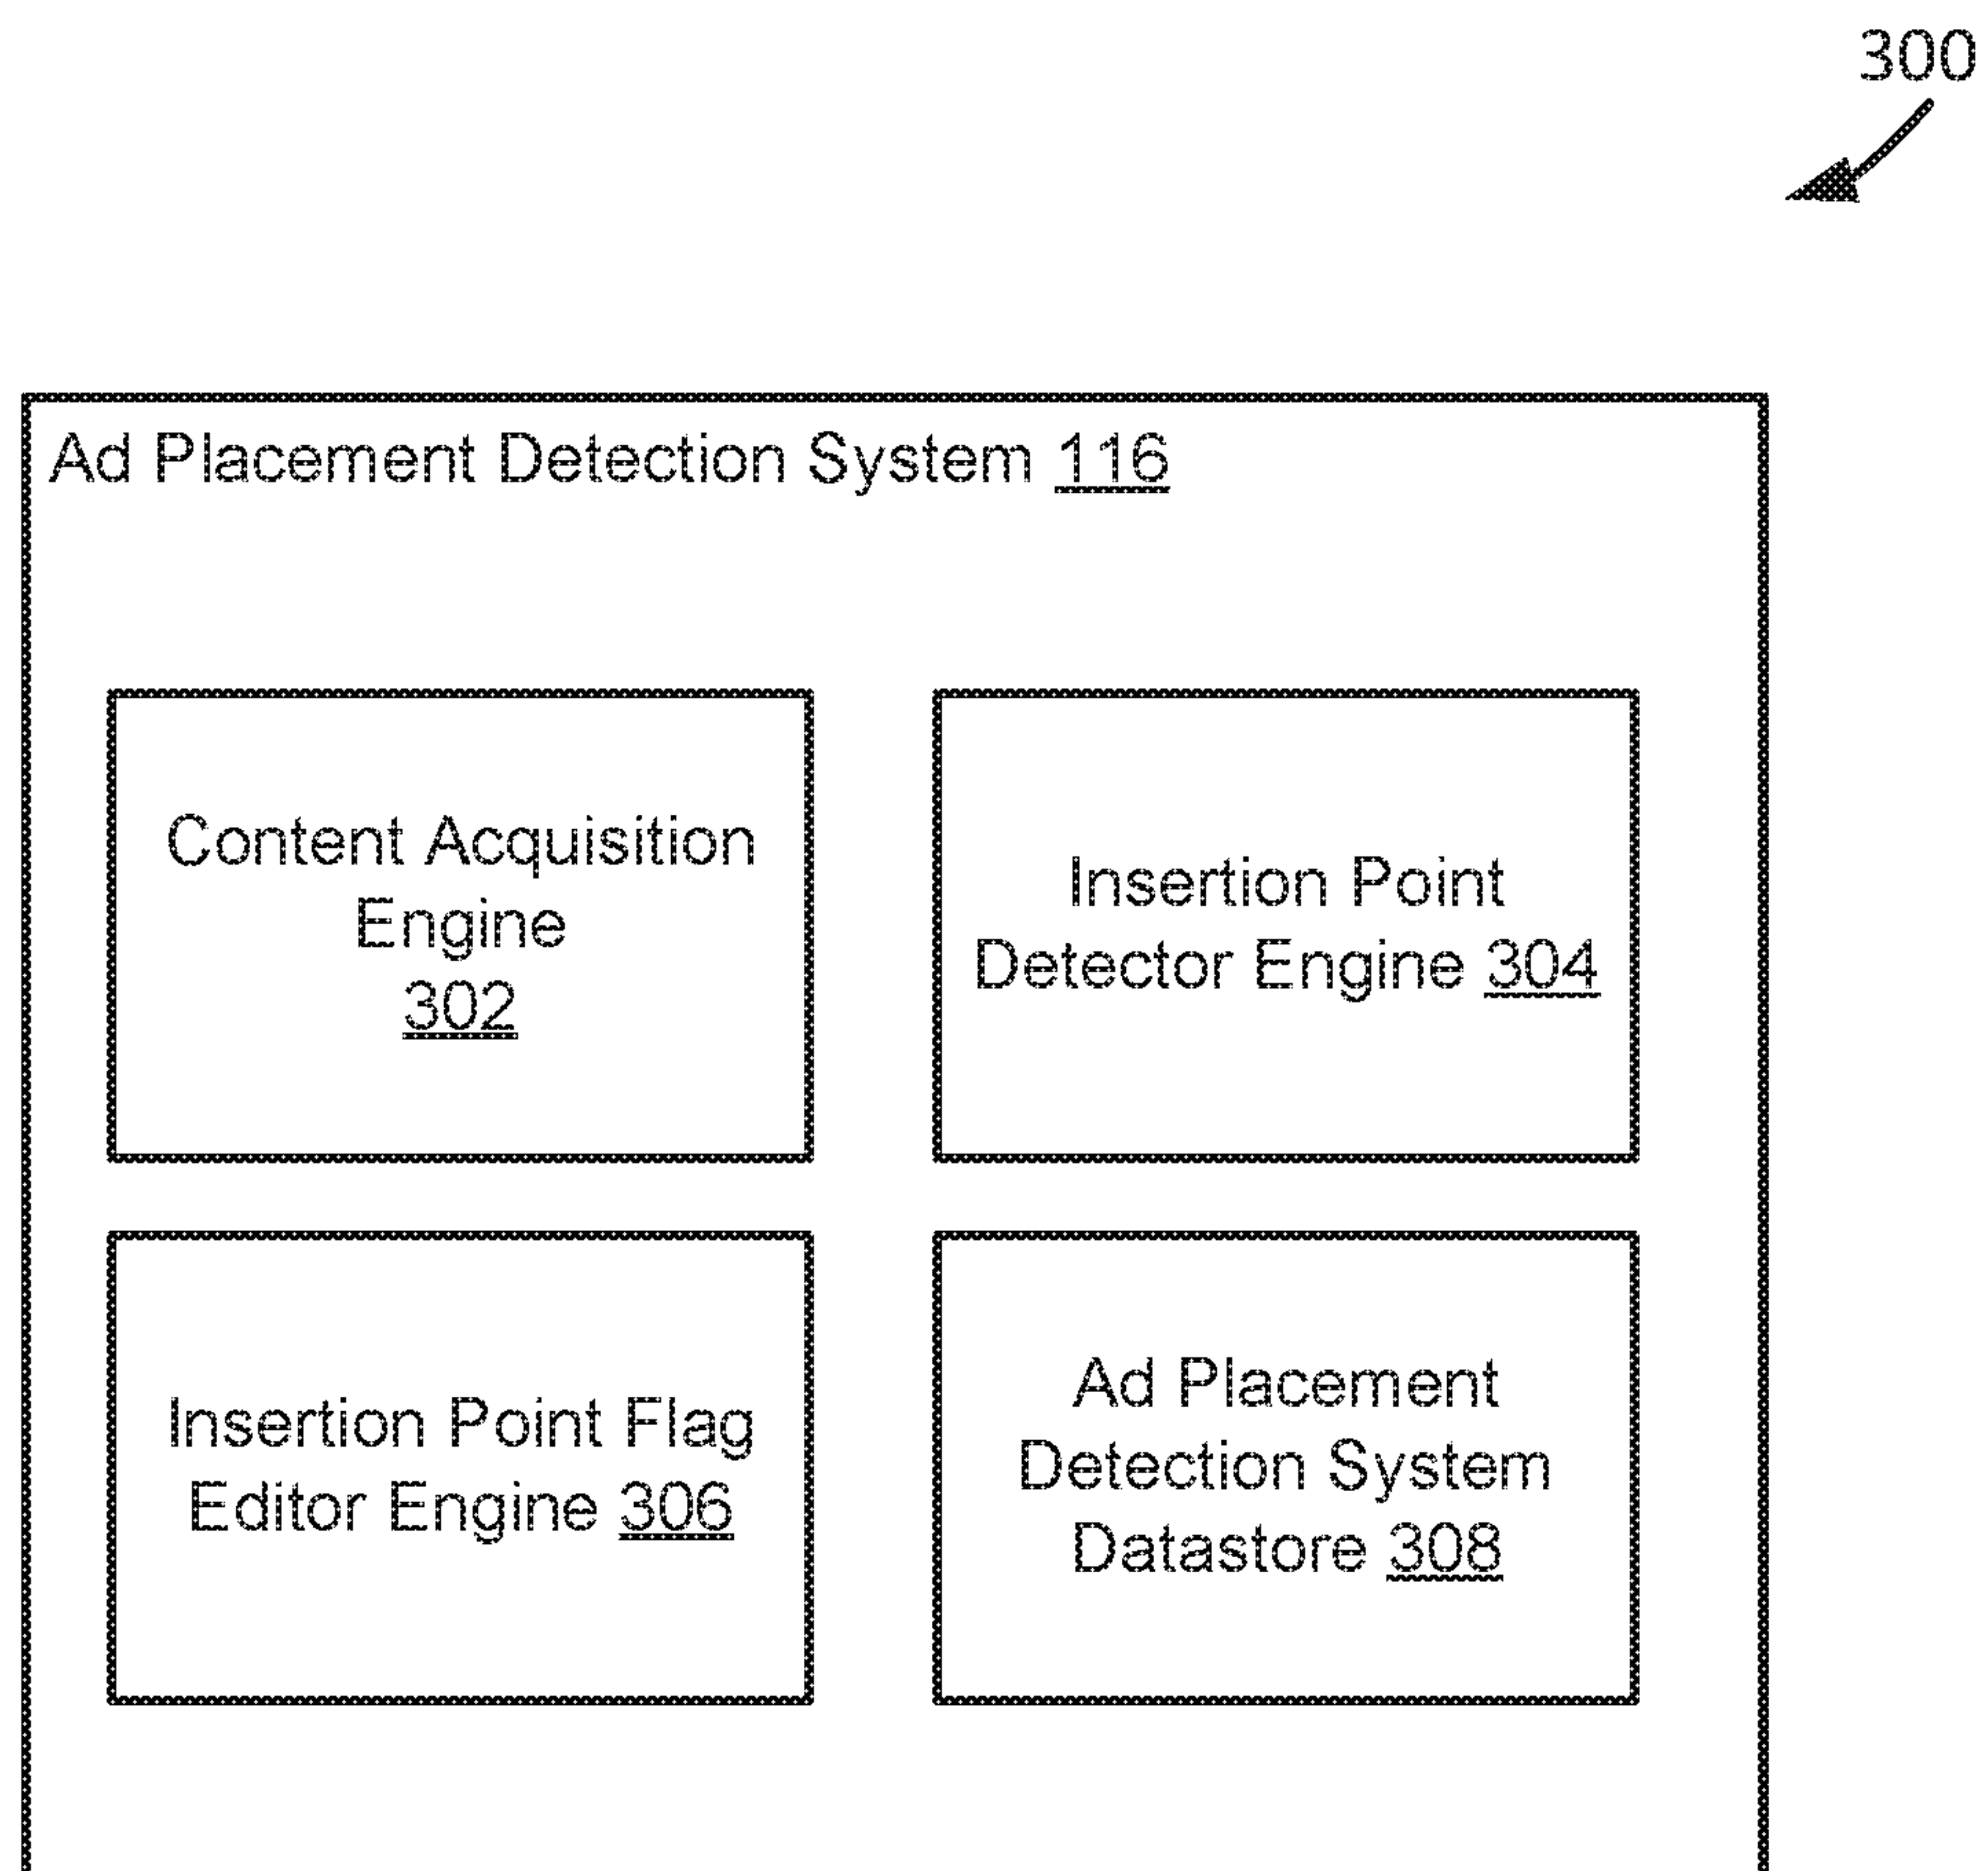 300
Ad Placement Detection System 116
Content Acquisition
Engine
302
Insertion Point
Detector Engine 304
Insertion Point Flag
Editor Engine 306
Ad Placement
Detection System
Datastore 308